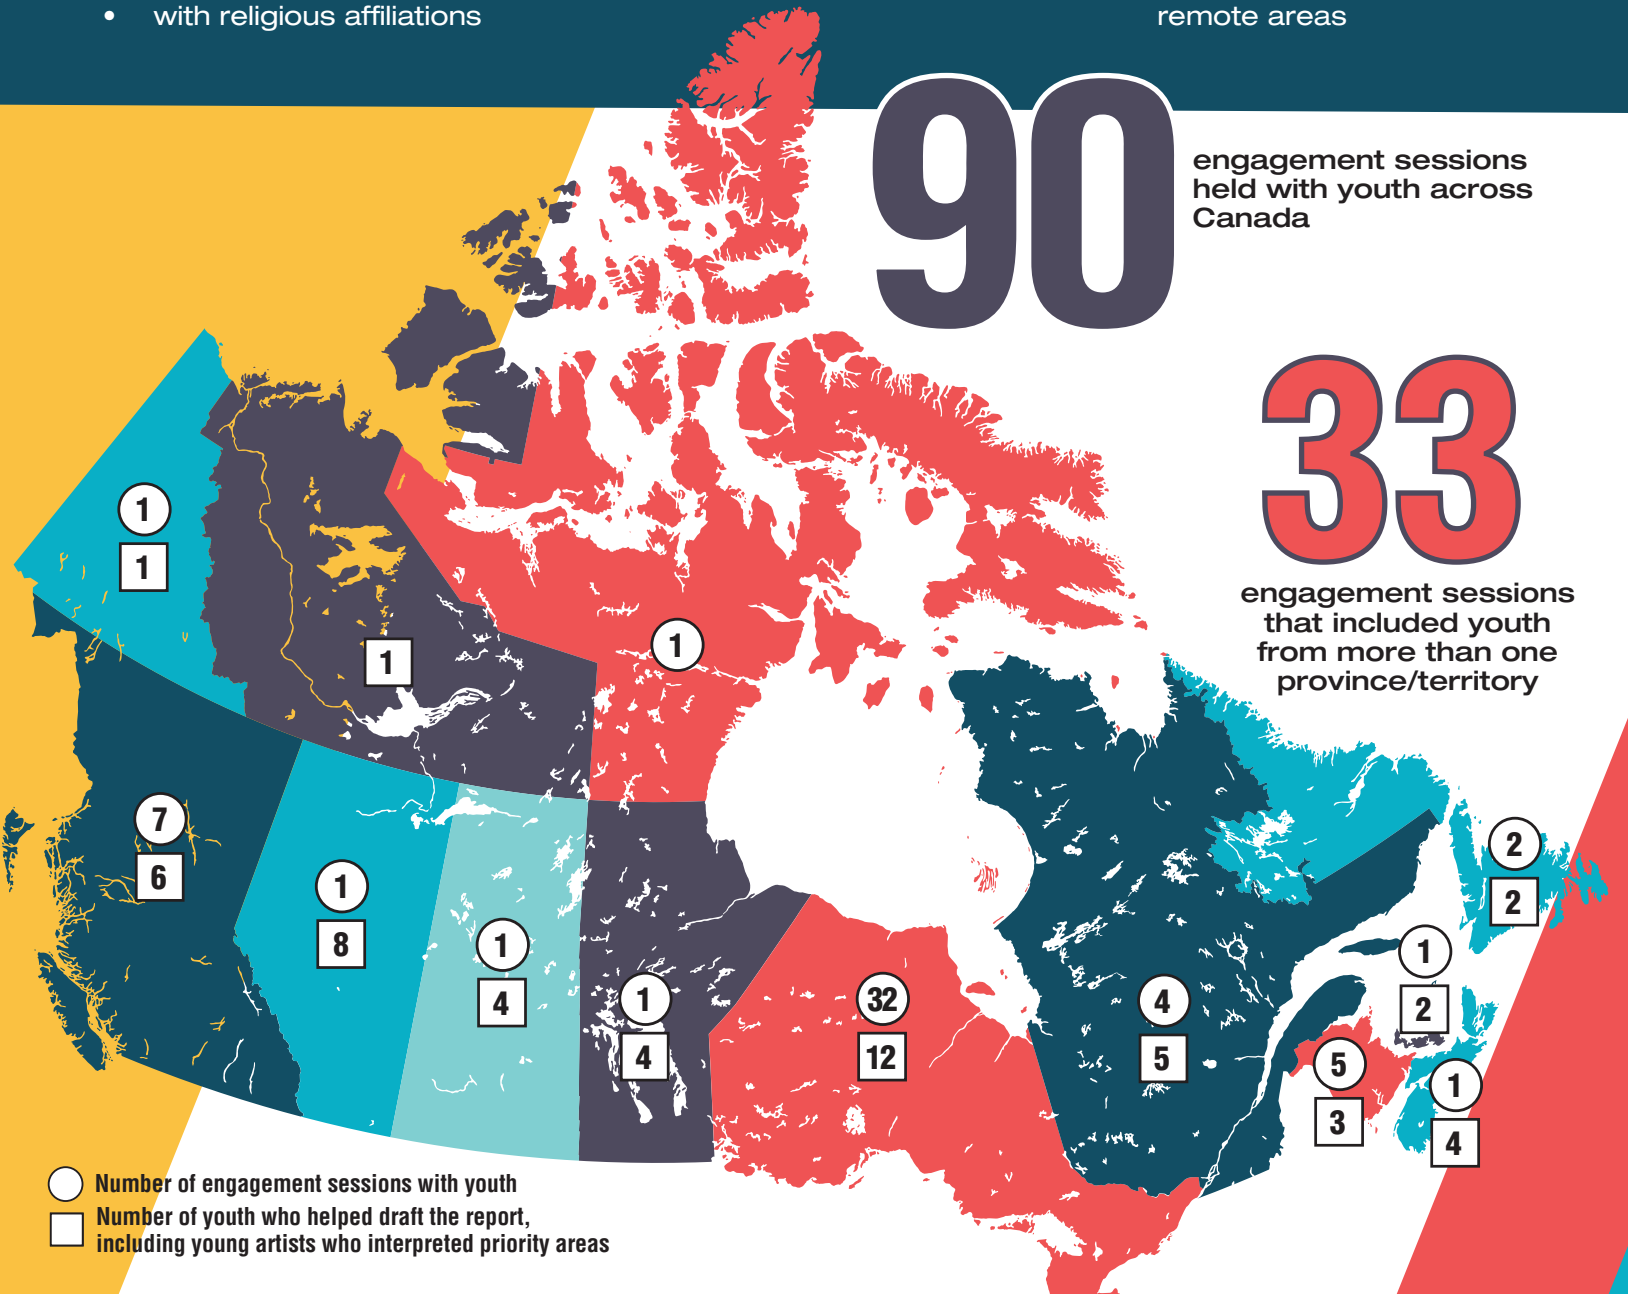 • with religious affiliations
remote areas
90
engagement sessions
held with youth across
Canada
33
engagement sessions
that included youth
from more than one
province/territory
1
1
1
1
7
6
1
8
1
4
1
4
32
12
4
5
2
2
1
2
5
3
1
4
Number of engagement sessions with youth
Number of youth who helped draft the report,
including young artists who interpreted priority areas